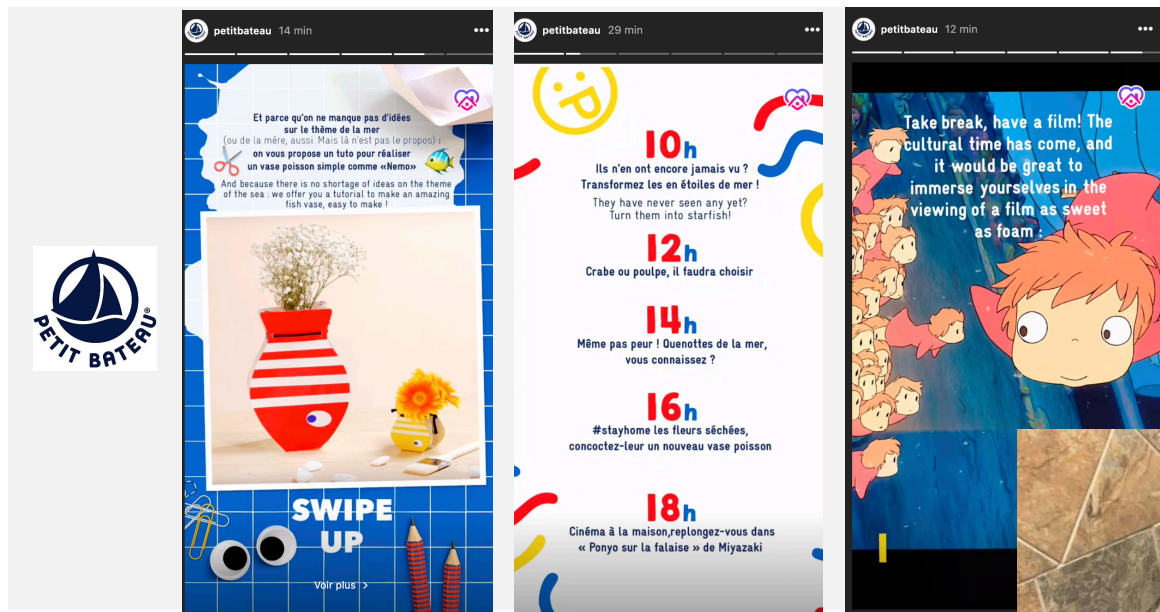 PETIT BATEAU®
petitbateau 14 min
Et parce qu'on ne manque pas d'idées
sur le thème de la mer
(ou de la mère, aussi. Mais là n'est pas le propos) :
on vous propose un tuto pour réaliser
un vase poisson simple comme «Nemo»
And because there is no shortage of ideas on the theme
of the sea : we offer you a tutorial to make an amazing
fish vase, easy to make !
SWIPE
UP
Voir plus >
petitbateau 29 min
10h
Ils n'en ont encore jamais vu ?
Transformez les en étoiles de mer !
They have never seen any yet?
Turn them into starfish!
12h
Crabe ou poulpe, il faudra choisir
14h
Même pas peur ! Quenottes de la mer,
vous connaissez ?
16h
#stayhome les fleurs séchées,
concoctez-leur un nouveau vase poisson
18h
Cinéma à la maison,replongez-vous dans
« Ponyo sur la falaise » de Miyazaki
petitbateau 12 min
Take break, have a film! The
cultural time has come, and
it would be great to
immerse yourselves in the
viewing of a film as sweet
as foam :